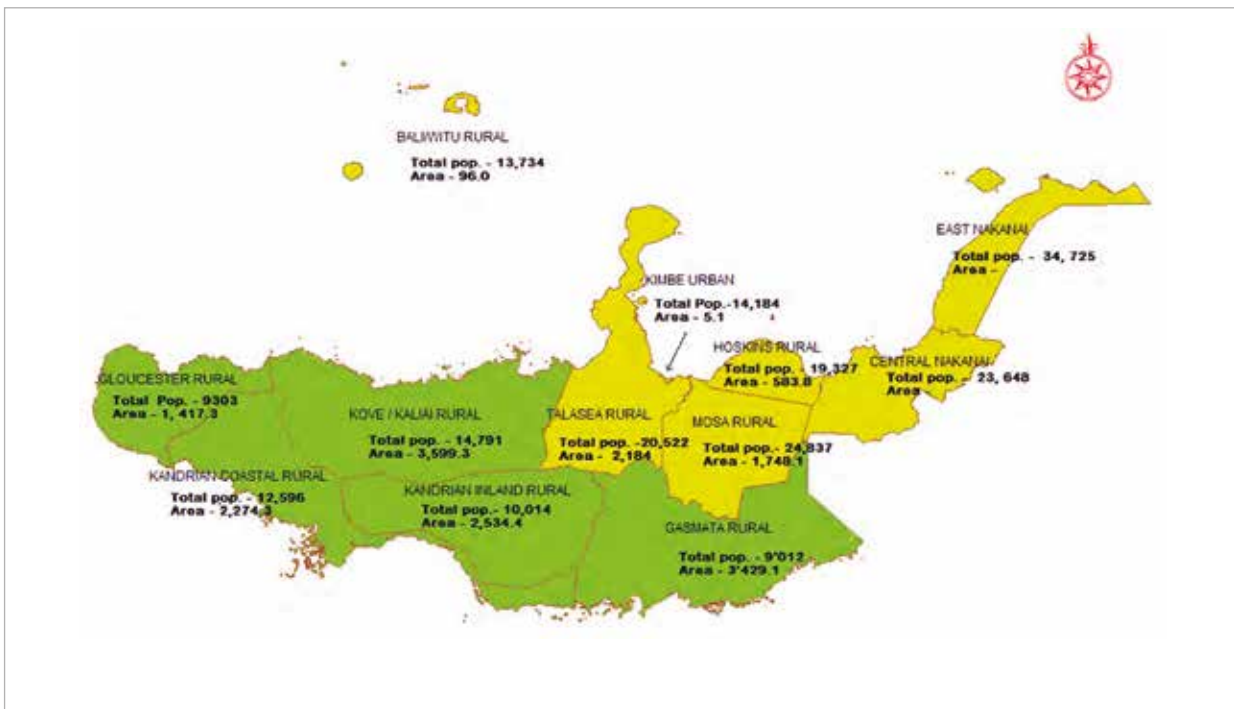 BALI/WITU RURAL
Total pop. - 13,734
Area - 96.0
EAST NAKANAI
Total pop. - 34, 725
Area -
KIMBE URBAN
Total Pop.-14,184
Area - 5.1
HOSKINS RURAL
Total pop. - 19,327
Area - 583.8
CENTRAL NAKANAI
Total pop. - 23, 648
Area -
GLOUCESTER RURAL
Total Pop. - 9303
Area - 1, 417.3
KOVE / KALIAI RURAL
Total pop. - 14,791
Area - 3,599.3
TALASEA RURAL
Total pop. -20,522
Area - 2,184
MOSA RURAL
Total pop. - 24,837
Area - 1,748.1
KANDRIAN COASTAL RURAL
Total pop. - 12,596
Area - 2,274.3
KANDRIAN INLAND RURAL
Total pop.- 10,014
Area - 2,534.4
GASMATA RURAL
Total pop. - 9'012
Area - 3'429.1